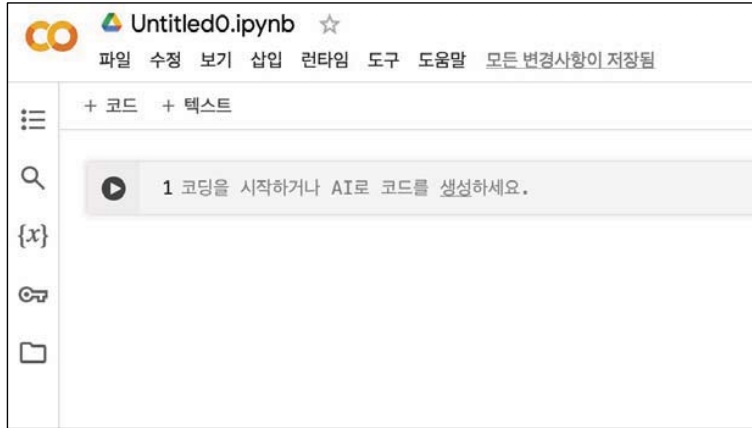 Untitled0.ipynb
파일 수정 보기 삽입 런타임 도구 도움말 모든 변경사항이 저장됨
+ 코드 + 텍스트
1 코딩을 시작하거나 AI로 코드를 생성하세요.
{x}